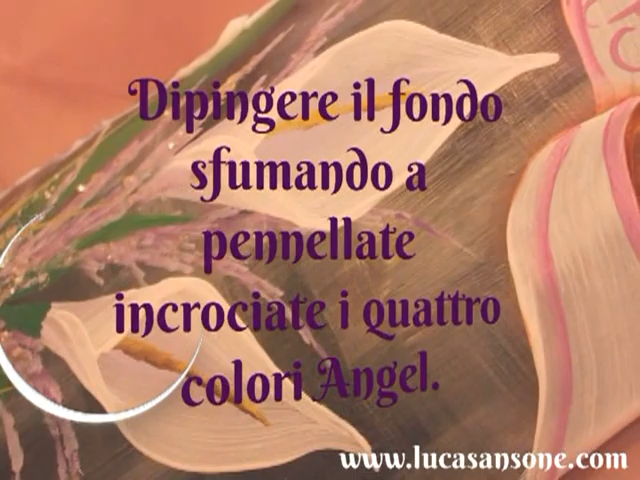 Dipingere il fondo
sfumando a
pennellate
incrociate i quattro
colori Angel.
www.lucasansone.com